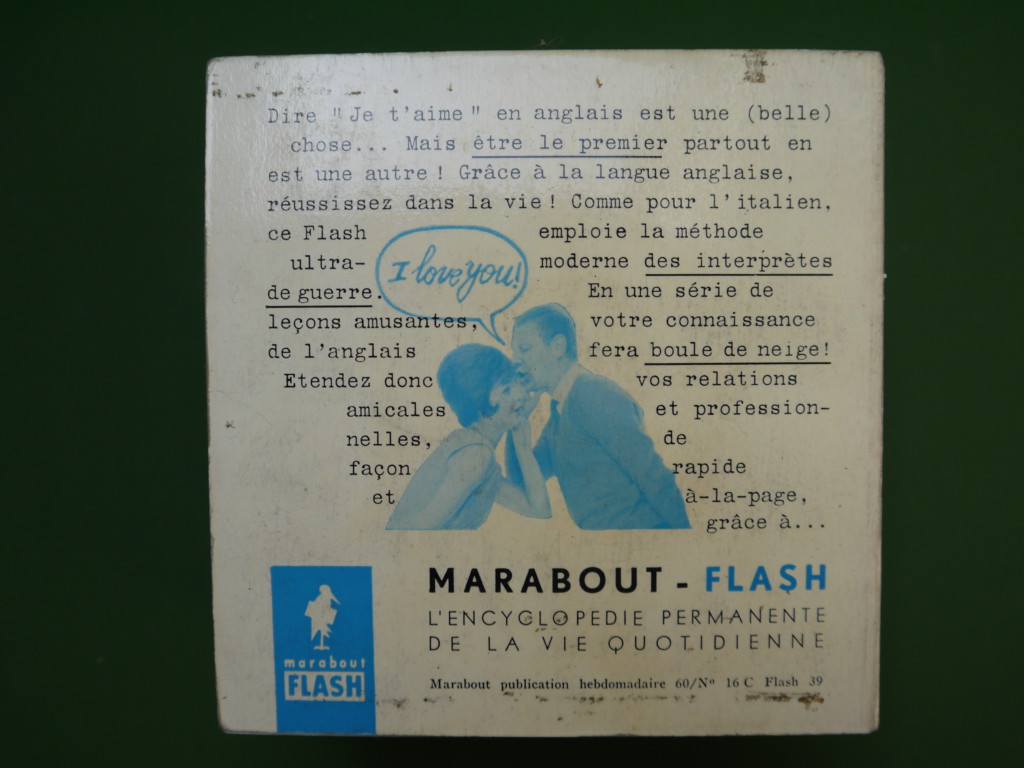 Dire "Je t'aime" en anglais est une (belle)
chose... Mais être le premier partout en
est une autre ! Grâce à la langue anglaise,
réussissez dans la vie ! Comme pour l'italien,
ce Flash emploie la méthode
ultra-moderne des interprètes
de guerre. En une série de
leçons amusantes, votre connaissance
de l'anglais fera boule de neige!
Etendez donc vos relations
amicales et profession-
nelles, de
façon rapide
et à-la-page,
grâce à...
I love you!
MARABOUT - FLASH
L'ENCYCLOPEDIE PERMANENTE
DE LA VIE QUOTIDIENNE
Marabout publication hebdomadaire 60/Nº 16 C Flash 39
marabout
FLASH